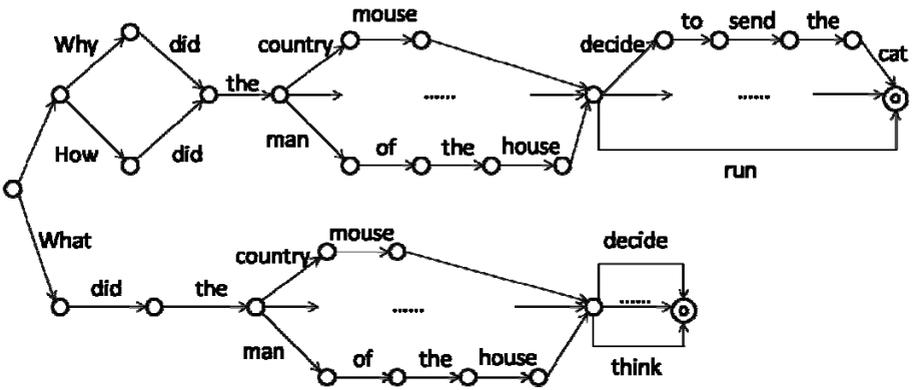 mouse
Why did country decide to send the cat
the
......
......
man
How did of the house
run
What
mouse decide
country
did the
......
......
man of the house
think